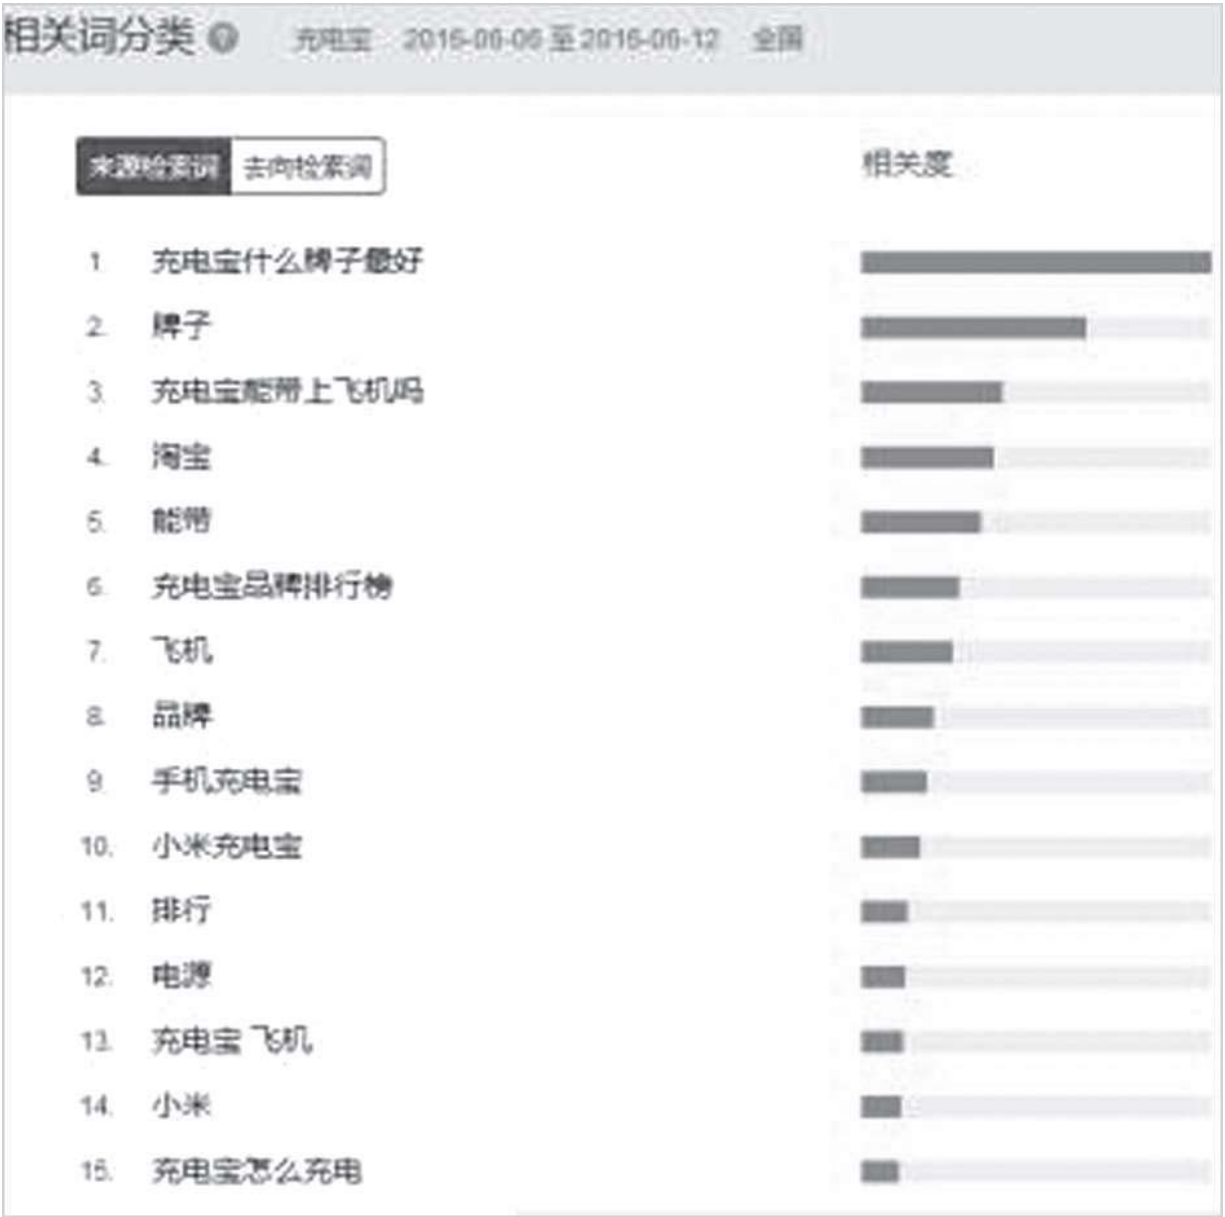 相关词分类 ? 充电宝 2016-06-06 至 2016-06-12 全国
来源检索词 去向检索词 相关度
1. 充电宝什么牌子最好
2. 牌子
3. 充电宝能带上飞机吗
4. 淘宝
5. 能带
6. 充电宝品牌排行榜
7. 飞机
8. 品牌
9. 手机充电宝
10. 小米充电宝
11. 排行
12. 电源
13. 充电宝 飞机
14. 小米
15. 充电宝怎么充电